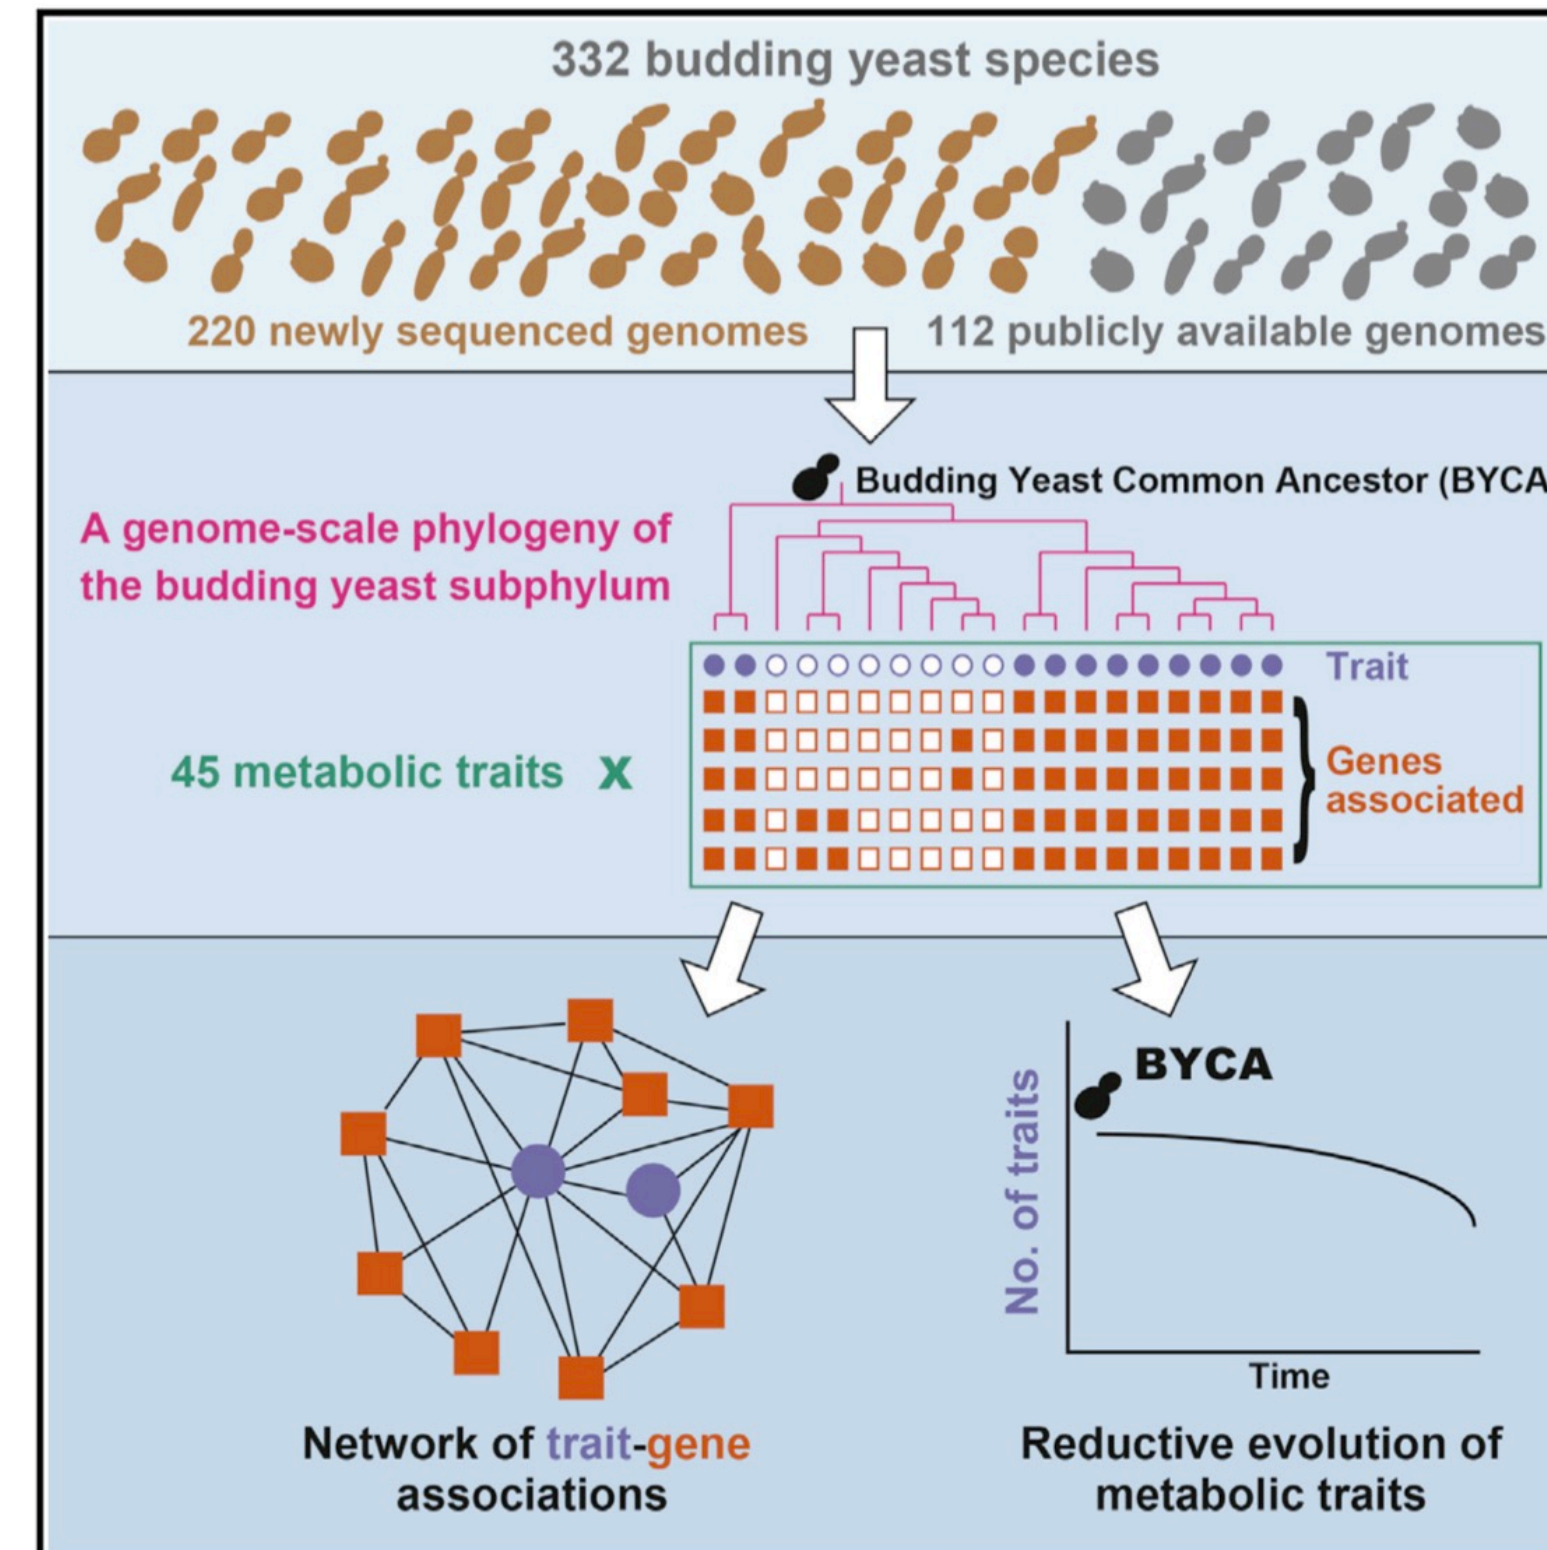 332 budding yeast species
220 newly sequenced genomes
112 publicly available genomes
Budding Yeast Common Ancestor (BYCA
A genome-scale phylogeny of
the budding yeast subphylum
Trait
45 metabolic traits X
Genes
associated
BYCA
No. of traits
Time
Network of trait-gene
associations
Reductive evolution of
metabolic traits